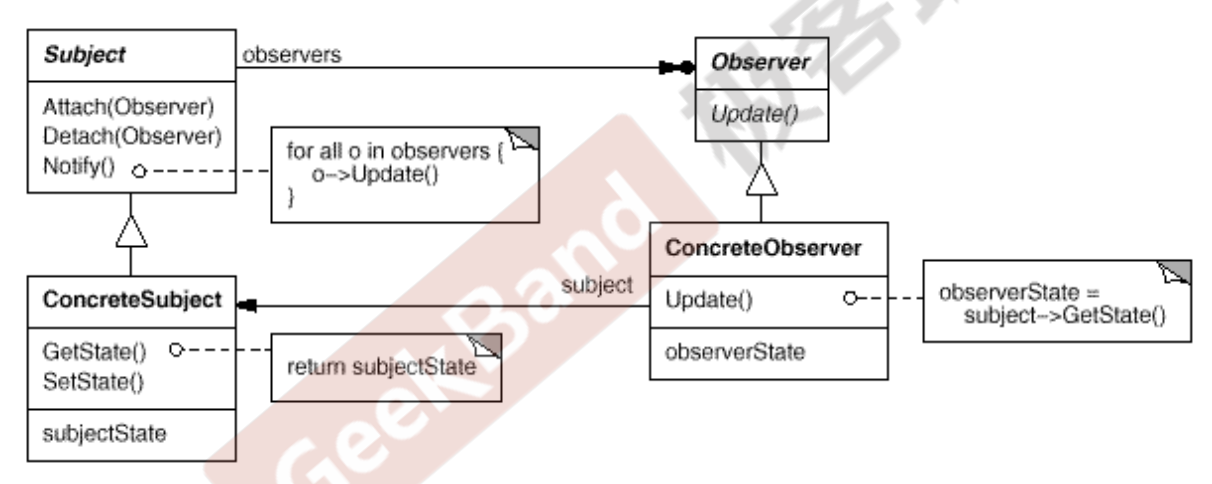 Subject
observers
Observer
Attach(Observer)
Detach(Observer)
Notify()
for all o in observers {
o->Update()
}
Update()
ConcreteSubject
GetState()
SetState()
subjectState
return subjectState
subject
ConcreteObserver
Update()
observerState
observerState =
subject->GetState()
GeekBand
极客